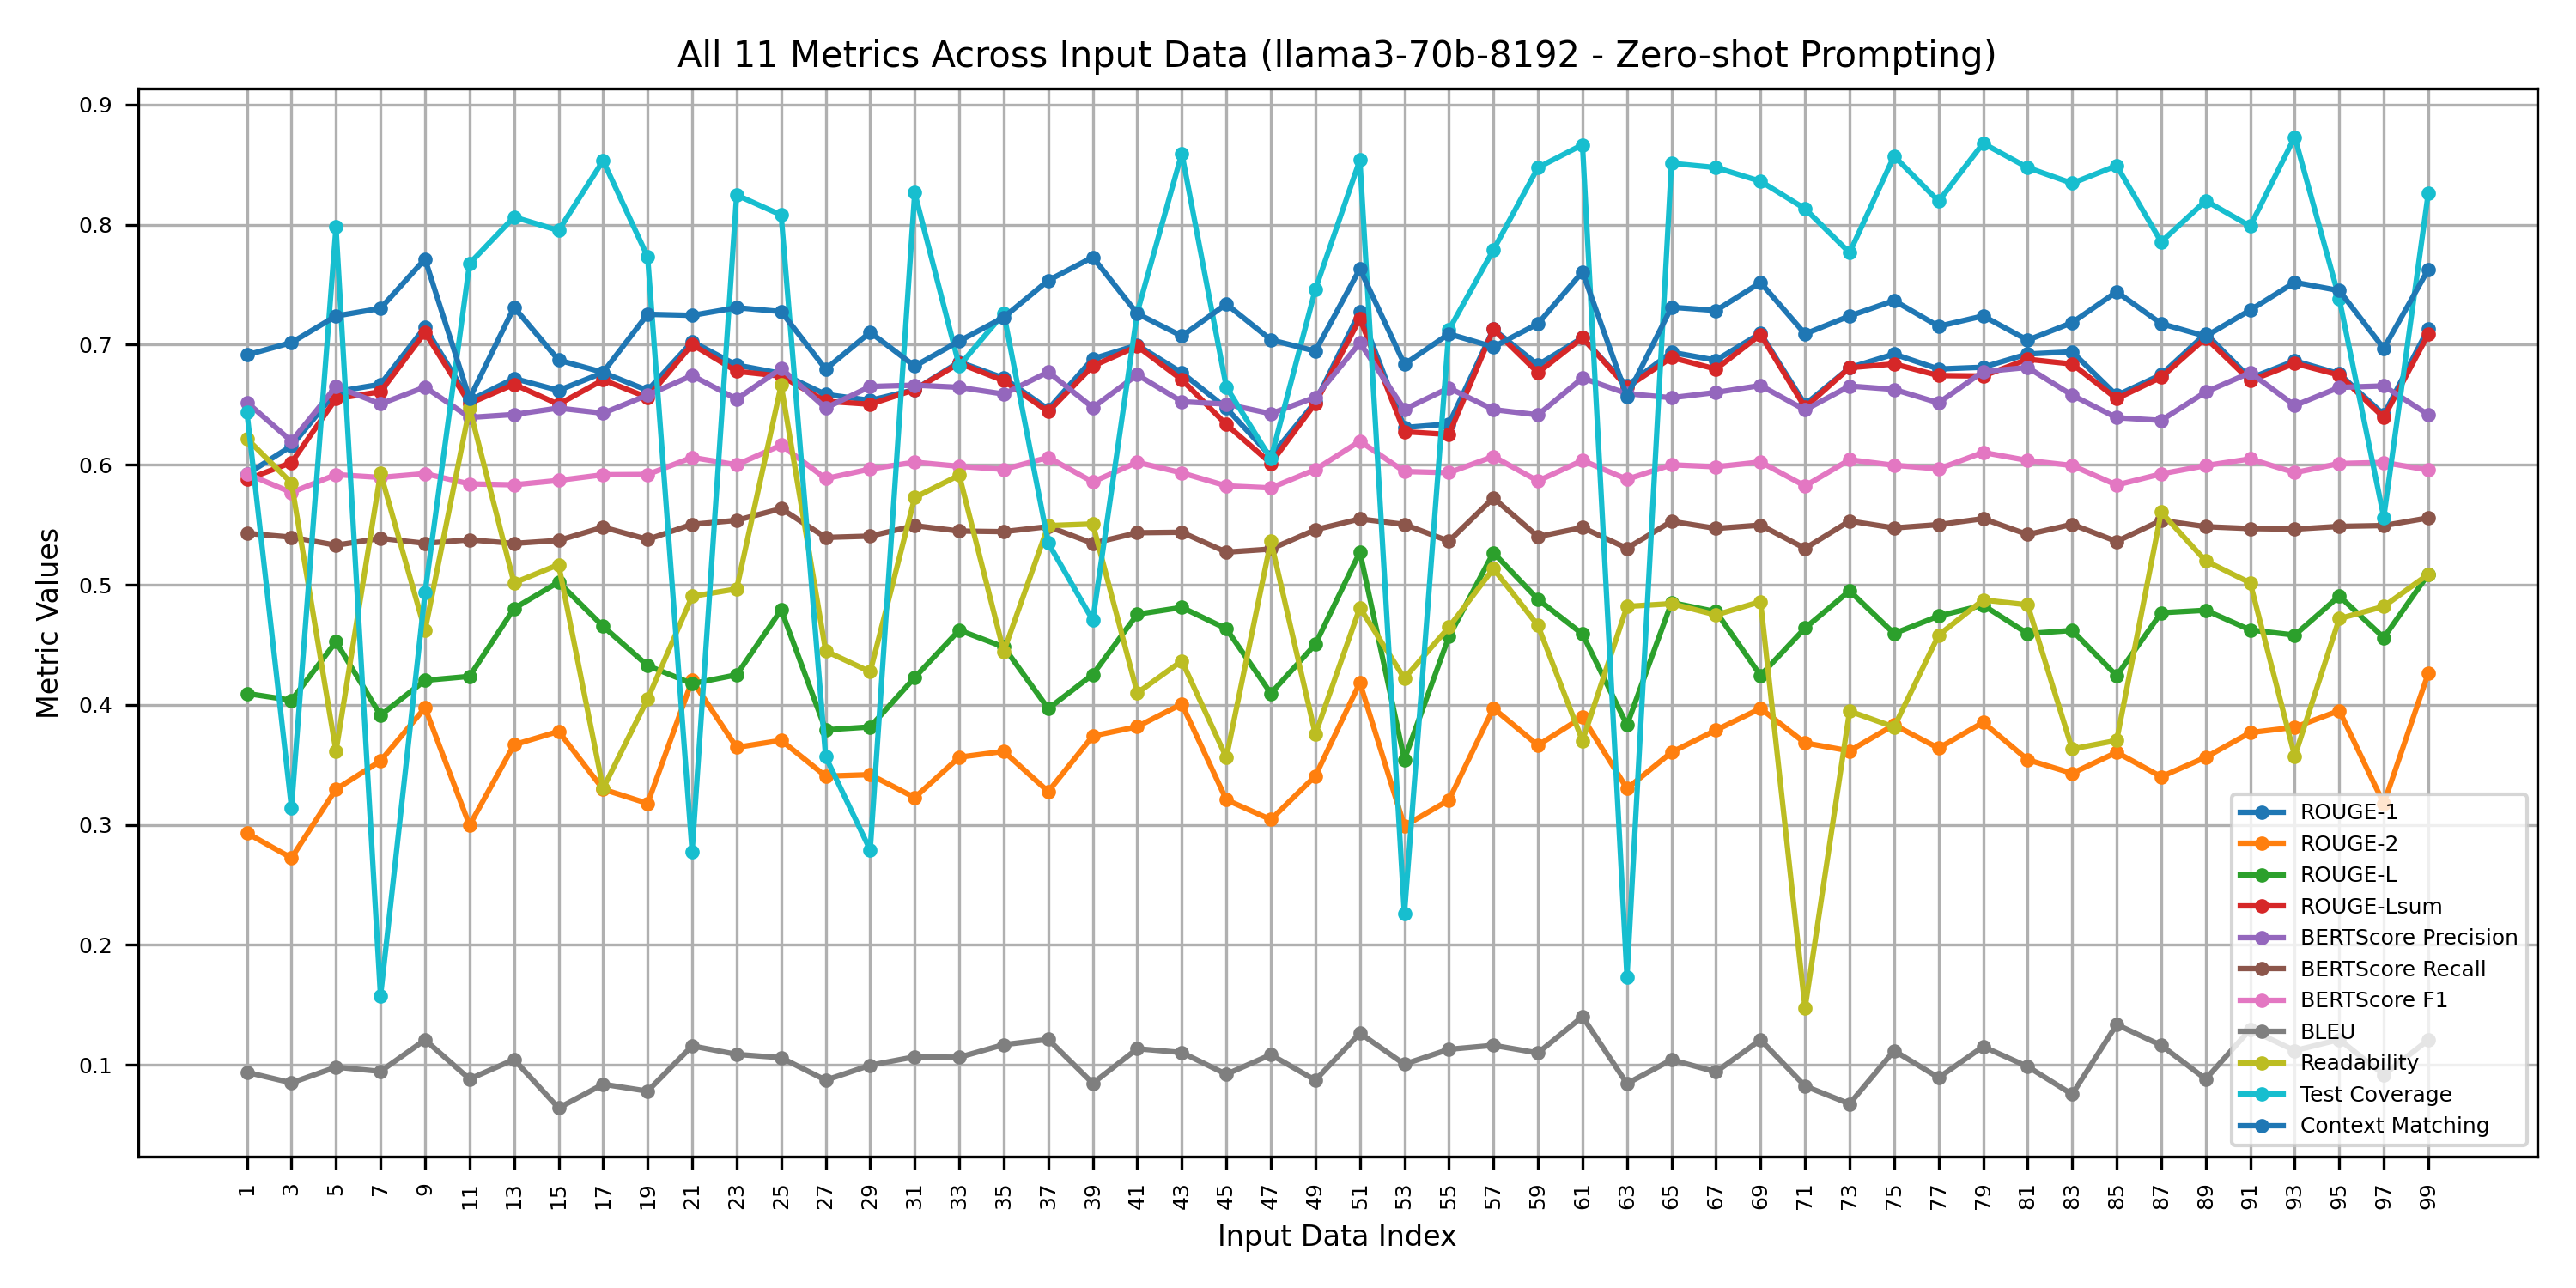 All 11 Metrics Across Input Data (llama3-70b-8192 - Zero-shot Prompting)
Metric Values
0.9
0.8
0.7
0.6
0.5
0.4
0.3
0.2
0.1
ROUGE-1
ROUGE-2
ROUGE-L
ROUGE-Lsum
BERTScore Precision
BERTScore Recall
BERTScore F1
BLEU
Readability
Test Coverage
Context Matching
1 3 5 7 9 11 13 15 17 19 21 23 25 27 29 31 33 35 37 39 41 43 45 47 49 51 53 55 57 59 61 63 65 67 69 71 73 75 77 79 81 83 85 87 89 91 93 95 97 99
Input Data Index